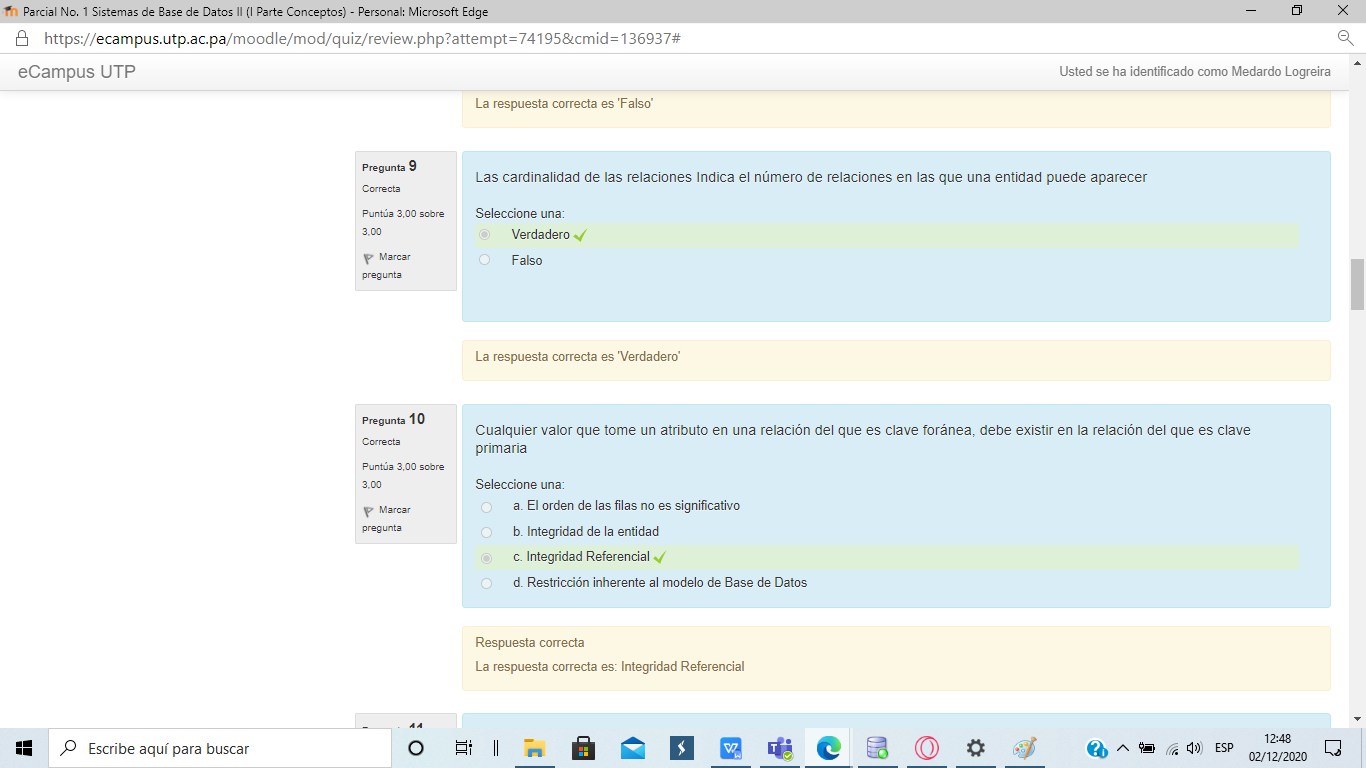 Parcial No. 1 Sistemas de Base de Datos II (I Parte Conceptos) - Personal: Microsoft Edge
https://ecampus.utp.ac.pa/moodle/mod/quiz/review.php?attempt=74195&cmid=136937#
eCampus UTP
Usted se ha identificado como Medardo Logreira
La respuesta correcta es 'Falso'
Pregunta 9
Correcta
Puntúa 3,00 sobre
3,00
Marcar
pregunta
Las cardinalidad de las relaciones Indica el número de relaciones en las que una entidad puede aparecer
Seleccione una:
Verdadero
Falso
La respuesta correcta es 'Verdadero'
Pregunta 10
Correcta
Puntúa 3,00 sobre
3,00
Marcar
pregunta
Cualquier valor que tome un atributo en una relación del que es clave foránea, debe existir en la relación del que es clave
primaria
Seleccione una:
a. El orden de las filas no es significativo
b. Integridad de la entidad
c. Integridad Referencial
d. Restricción inherente al modelo de Base de Datos
Respuesta correcta
La respuesta correcta es: Integridad Referencial
Escribe aquí para buscar
ESP
12:48
02/12/2020